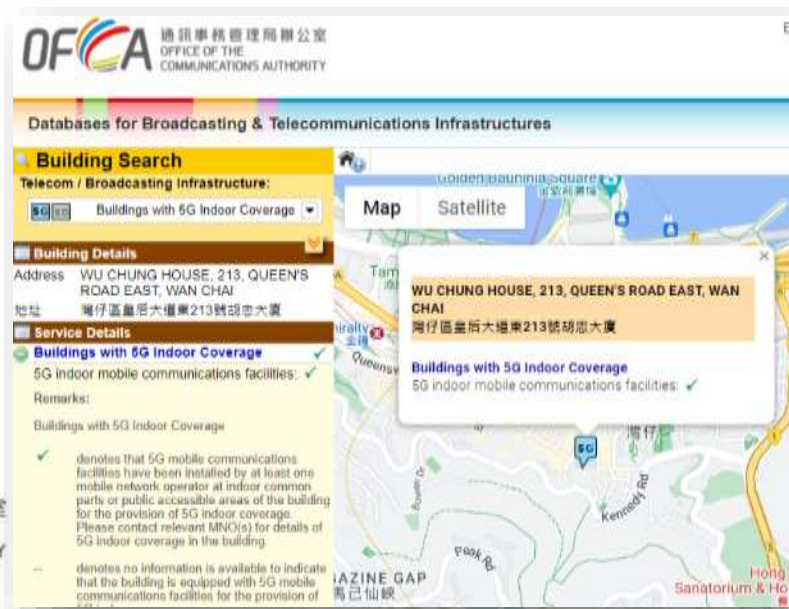 OFCA
通訊事務管理局辦公室
OFFICE OF THE
COMMUNICATIONS AUTHORITY
Databases for Broadcasting & Telecommunications Infrastructures
Building Search
Telecom / Broadcasting Infrastructure:
5G Buildings with 5G Indoor Coverage
Building Details
Address WU CHUNG HOUSE, 213, QUEEN'S
ROAD EAST, WAN CHAI
地址 灣仔區皇后大道東213號胡忠大廈
Service Details
Buildings with 5G Indoor Coverage ✓
5G indoor mobile communications facilities: ✓
Remarks:
Buildings with 5G Indoor Coverage
✓ denotes that 5G mobile communications
facilities have been installed by at least one
mobile network operator at indoor common
parts or public accessible areas of the building
for the provision of 5G indoor coverage.
Please contact relevant MNO(s) for details of
5G indoor coverage in the building.
-- denotes no information is available to indicate
that the building is equipped with 5G mobile
communications facilities for the provision of
Golden Bauhinia Square
Map Satellite
WU CHUNG HOUSE, 213, QUEEN'S ROAD EAST, WAN
CHAI
灣仔區皇后大道東213號胡忠大廈
Buildings with 5G Indoor Coverage
5G indoor mobile communications facilities: ✓
灣仔
5G
Bowen Dr
Kennedy Rd
Peak Rd
AZINE GAP
馬己仙峽
Hong
Sanatorium & Ho